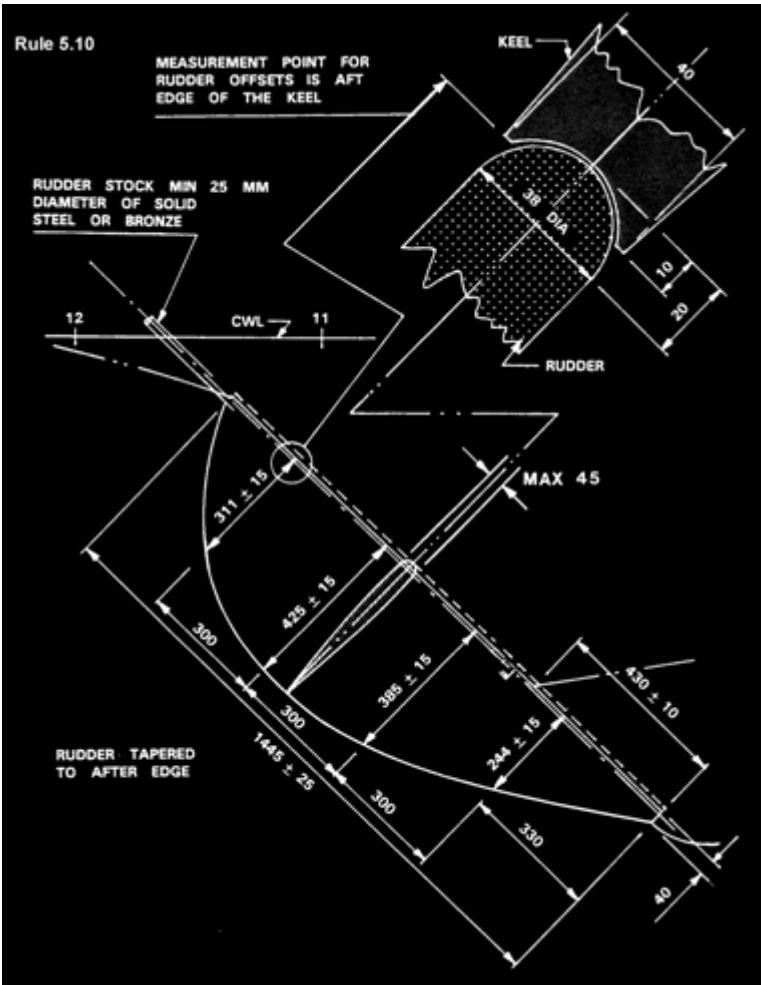 Rule 5.10
MEASUREMENT POINT FOR
RUDDER OFFSETS IS AFT
EDGE OF THE KEEL
KEEL
40
RUDDER STOCK MIN 25 MM
DIAMETER OF SOLID
STEEL OR BRONZE
38 DIA
10
20
12
CWL
11
RUDDER
311 ± 15
MAX 45
425 ± 15
300
385 ± 15
430 ± 10
300
244 ± 15
1445 ± 25
RUDDER TAPERED
TO AFTER EDGE
300
330
40